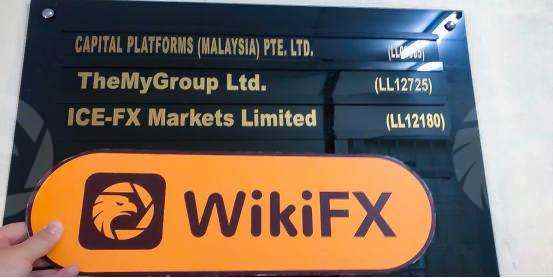 CAPITAL PLATFORMS (MALAYSIA) PTE, LTD.
TheMyGroup Ltd. (LL12725)
ICE-FX Markets Limited (LL12180)
WikiFX